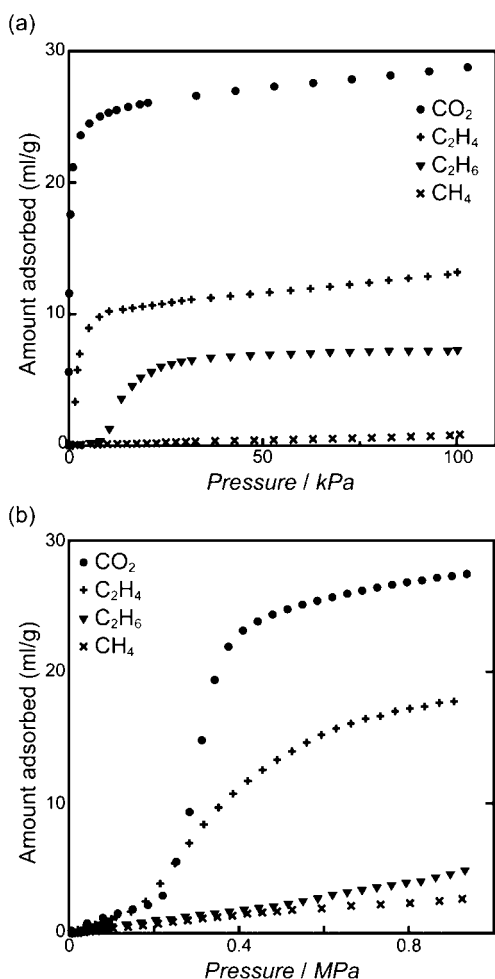 (a)
30
20
10
0
Amount adsorbed (ml/g)
CO₂
C₂H₄
C₂H₆
CH₄
0
50
100
Pressure / kPa
(b)
30
20
10
0
Amount adsorbed (ml/g)
CO₂
C₂H₄
C₂H₆
CH₄
0
0.4
0.8
Pressure / MPa